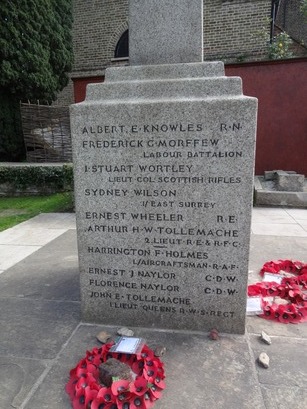 ALBERT. E. KNOWLES R.N
FREDERICK G. MORFFEW
LABOUR BATTALION
J. STUART WORTLEY
LIEUT COL. SCOTTISH RIFLES
SYDNEY WILSON
1/ EAST SURREY
ERNEST WHEELER R.E
ARTHUR H.W. TOLLEMACHE
2. LIEUT R.E & R.F.C
HARRINGTON F. HOLMES
1/AIRCRAFTSMAN R.A.F.
ERNEST J NAYLOR C.D.W.
FLORENCE NAYLOR C.D.W.
JOHN E. TOLLEMACHE
1/LIEUT QUEENS R.W.S. REGT